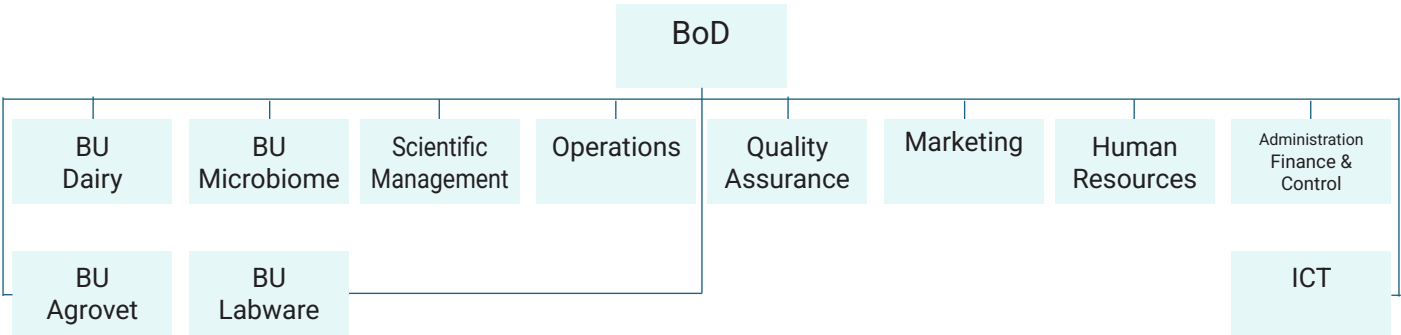 BoD
BU
Dairy
BU
Microbiome
Scientific
Management
Operations
Quality
Assurance
Marketing
Human
Resources
Administration
Finance &
Control
BU
Agrovet
BU
Labware
ICT